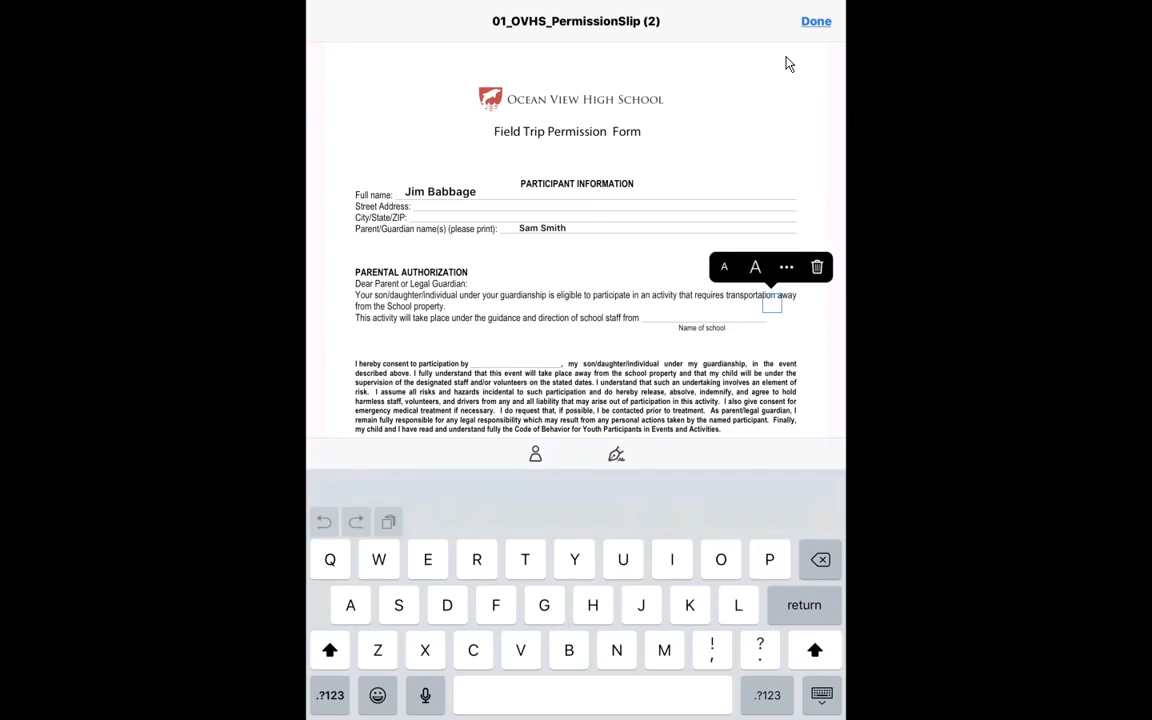 01_OVHS_PermissionSlip (2)
Done
OCEAN VIEW HIGH SCHOOL
Field Trip Permission Form
PARTICIPANT INFORMATION
Full name: Jim Babbage
Street Address:
City/State/ZIP:
Parent/Guardian name(s) (please print): Sam Smith
A A
PARENTAL AUTHORIZATION
Dear Parent or Legal Guardian:
Your son/daughter/individual under your guardianship is eligible to participate in an activity that requires transportation away
from the School property.
This activity will take place under the guidance and direction of school staff from
Name of school
I hereby consent to participation by ____________________, my son/daughter/individual under my guardianship, in the event
described above. I fully understand that this event will take place away from the school property and that my child will be under the
supervision of the designated staff and/or volunteers on the stated dates. I understand that such an undertaking involves an element of
risk. I assume all risks and hazards incidental to such participation and do hereby release, absolve, indemnify, and agree to hold
harmless staff, volunteers, and drivers from any and all liability that may arise out of participation in this activity. I also give consent for
emergency medical treatment if necessary. I do request that, if possible, I be contacted prior to treatment. As parent/legal guardian, I
remain fully responsible for any legal responsibility which may result from any personal actions taken by the named participant. Finally,
my child and I have read and understand fully the Code of Behavior for Youth Participants in Events and Activities.
Q W E R T Y U I O P
A S D F G H J K L return
Z X C V B N M ! , ? .
.?123 .?123